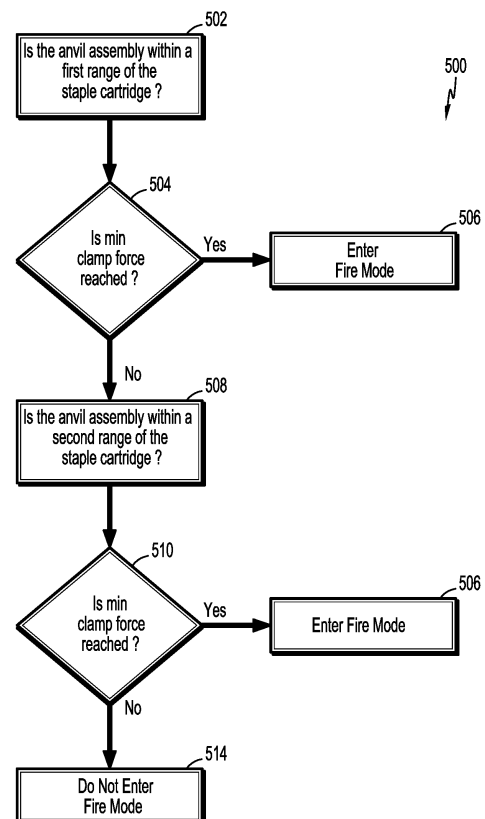 502
Is the anvil assembly within a
first range of the
staple cartridge ?
500
504
Is min
clamp force
reached ?
Yes
506
Enter
Fire Mode
No
508
Is the anvil assembly within a
second range of the
staple cartridge ?
510
Is min
clamp force
reached ?
Yes
506
Enter Fire Mode
No
514
Do Not Enter
Fire Mode